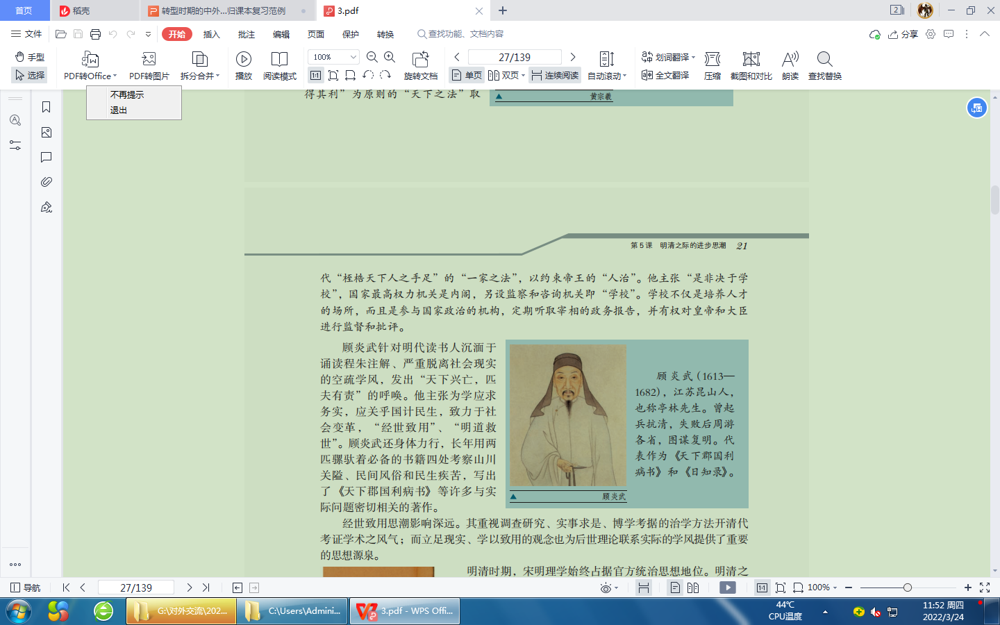 首页
稻壳
转型时期的中外...归课本复习范例
3.pdf
2
文件
开始
插入
批注
编辑
页面
保护
转换
查找功能、文档内容
分享
手型
选择
PDF转Office
PDF转图片
拆分合并
播放
阅读模式
100%
旋转文档
27/139
单页
双页
连续阅读
自动滚动
划词翻译
全文翻译
压缩
截图和对比
朗读
查找替换
不再提示
退出
得其利”为原则的“天下之法”取
黄宗羲
第5课 明清之际的进步思潮 21
代“桎梏天下人之手足”的“一家之法”，以约束帝王的“人治”。他主张“是非决于学
校”，国家最高权力机关是内阁，另设监察和咨询机关即“学校”。学校不仅是培养人才
的场所，而且是参与国家政治的机构，定期听取宰相的政务报告，并有权对皇帝和大臣
进行监督和批评。
顾炎武针对明代读书人沉湎于
诵读程朱注解、严重脱离社会现实
的空疏学风，发出“天下兴亡，匹
夫有责”的呼唤。他主张为学应求
务实，应关乎国计民生，致力于社
会变革，“经世致用”、“明道救
世”。顾炎武还身体力行，长年用两
匹骡驮着必备的书籍四处考察山川
关隘、民间风俗和民生疾苦，写出
了《天下郡国利病书》等许多与实
际问题密切相关的著作。
顾炎武（1613—
1682），江苏昆山人，
也称亭林先生。曾起
兵抗清，失败后周游
各省，图谋复明。代
表作为《天下郡国利
病书》和《日知录》。
顾炎武
经世致用思潮影响深远。其重视调查研究、实事求是、博学考据的治学方法开清代
考证学术之风气；而立足现实、学以致用的观念也为后世理论联系实际的学风提供了重要
的思想源泉。
明清时期，宋明理学始终占据官方统治思想地位。明清之
导航
27/139
100%
G:\对外交流\202...
C:\Users\Admini...
3.pdf - WPS Offi...
44℃
CPU温度
11:52 周四
2022/3/24